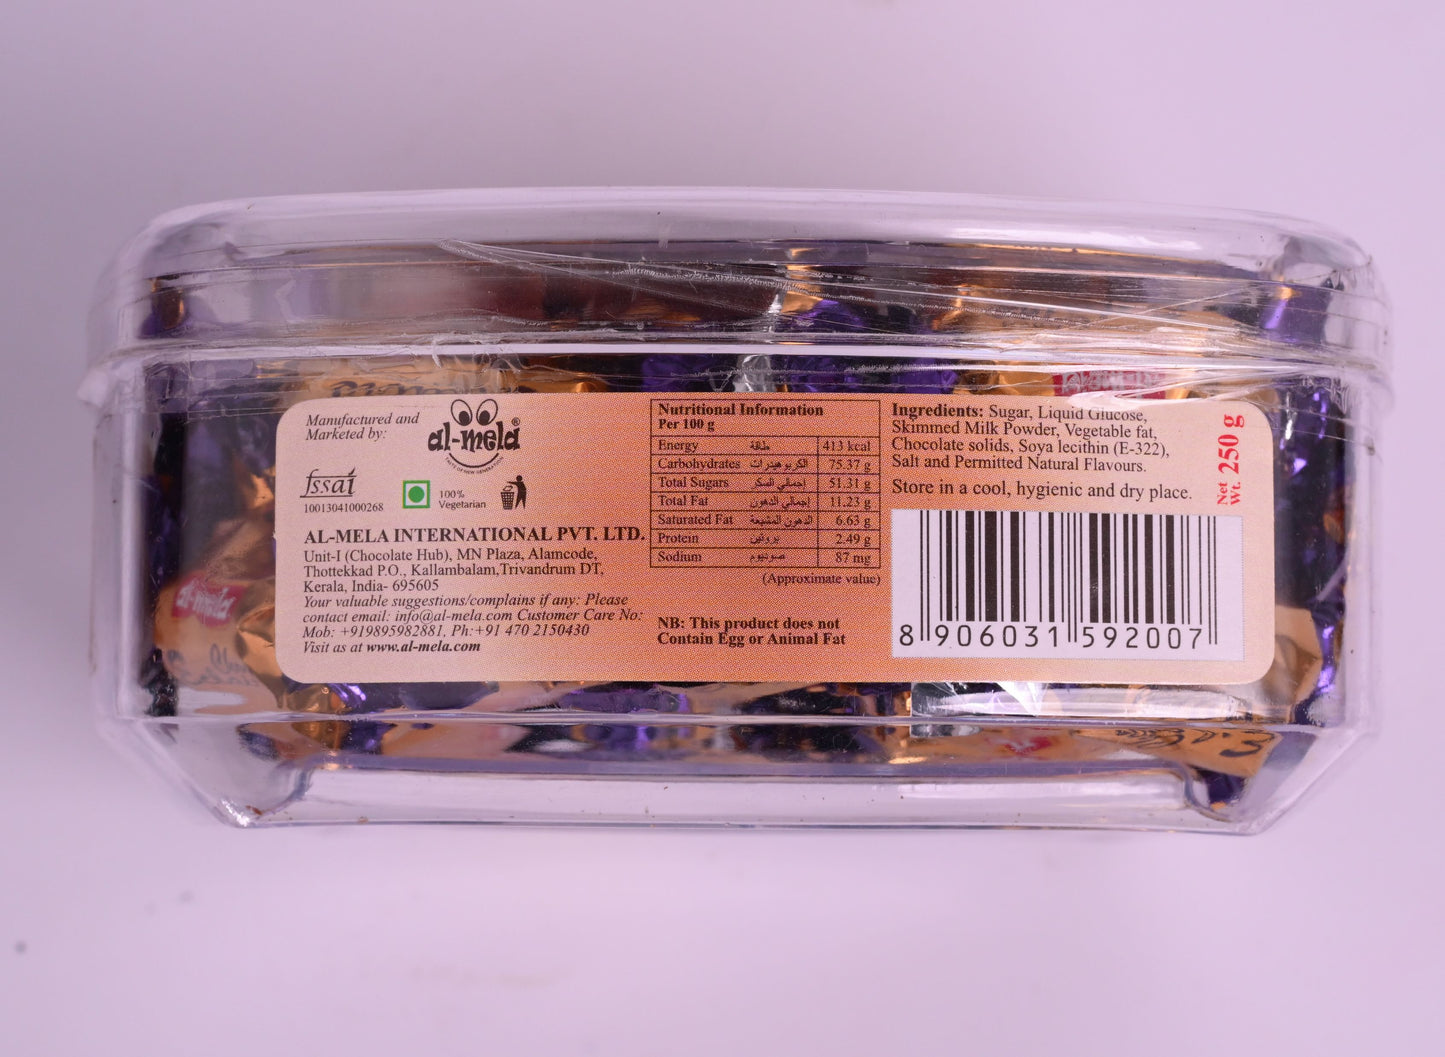 Manufactured and
Marketed by:
al-mela®
TASTE OF NEW GENERATION
fssai
10013041000268
100%
Vegetarian
AL-MELA INTERNATIONAL PVT. LTD.
Unit-I (Chocolate Hub), MN Plaza, Alamcode,
Thottekkad P.O., Kallambalam,Trivandrum DT,
Kerala, India- 695605
Your valuable suggestions/complains if any: Please
contact email: info@al-mela.com Customer Care No:
Mob: +919895982881, Ph:+91 470 2150430
Visit as at www.al-mela.com
Nutritional Information
Per 100 g
Energy طاقة 413 kcal
Carbohydrates الكربوهيدرات 75.37 g
Total Sugars إجمالي السكر 51.31 g
Total Fat إجمالي الدهون 11.23 g
Saturated Fat الدهون المشبعة 6.63 g
Protein بروتين 2.49 g
Sodium صوديوم 87 mg
(Approximate value)
NB: This product does not
Contain Egg or Animal Fat
Ingredients: Sugar, Liquid Glucose,
Skimmed Milk Powder, Vegetable fat,
Chocolate solids, Soya lecithin (E-322),
Salt and Permitted Natural Flavours.
Store in a cool, hygienic and dry place.
Net
Wt. 250 g
8 906031 592007
al-mela